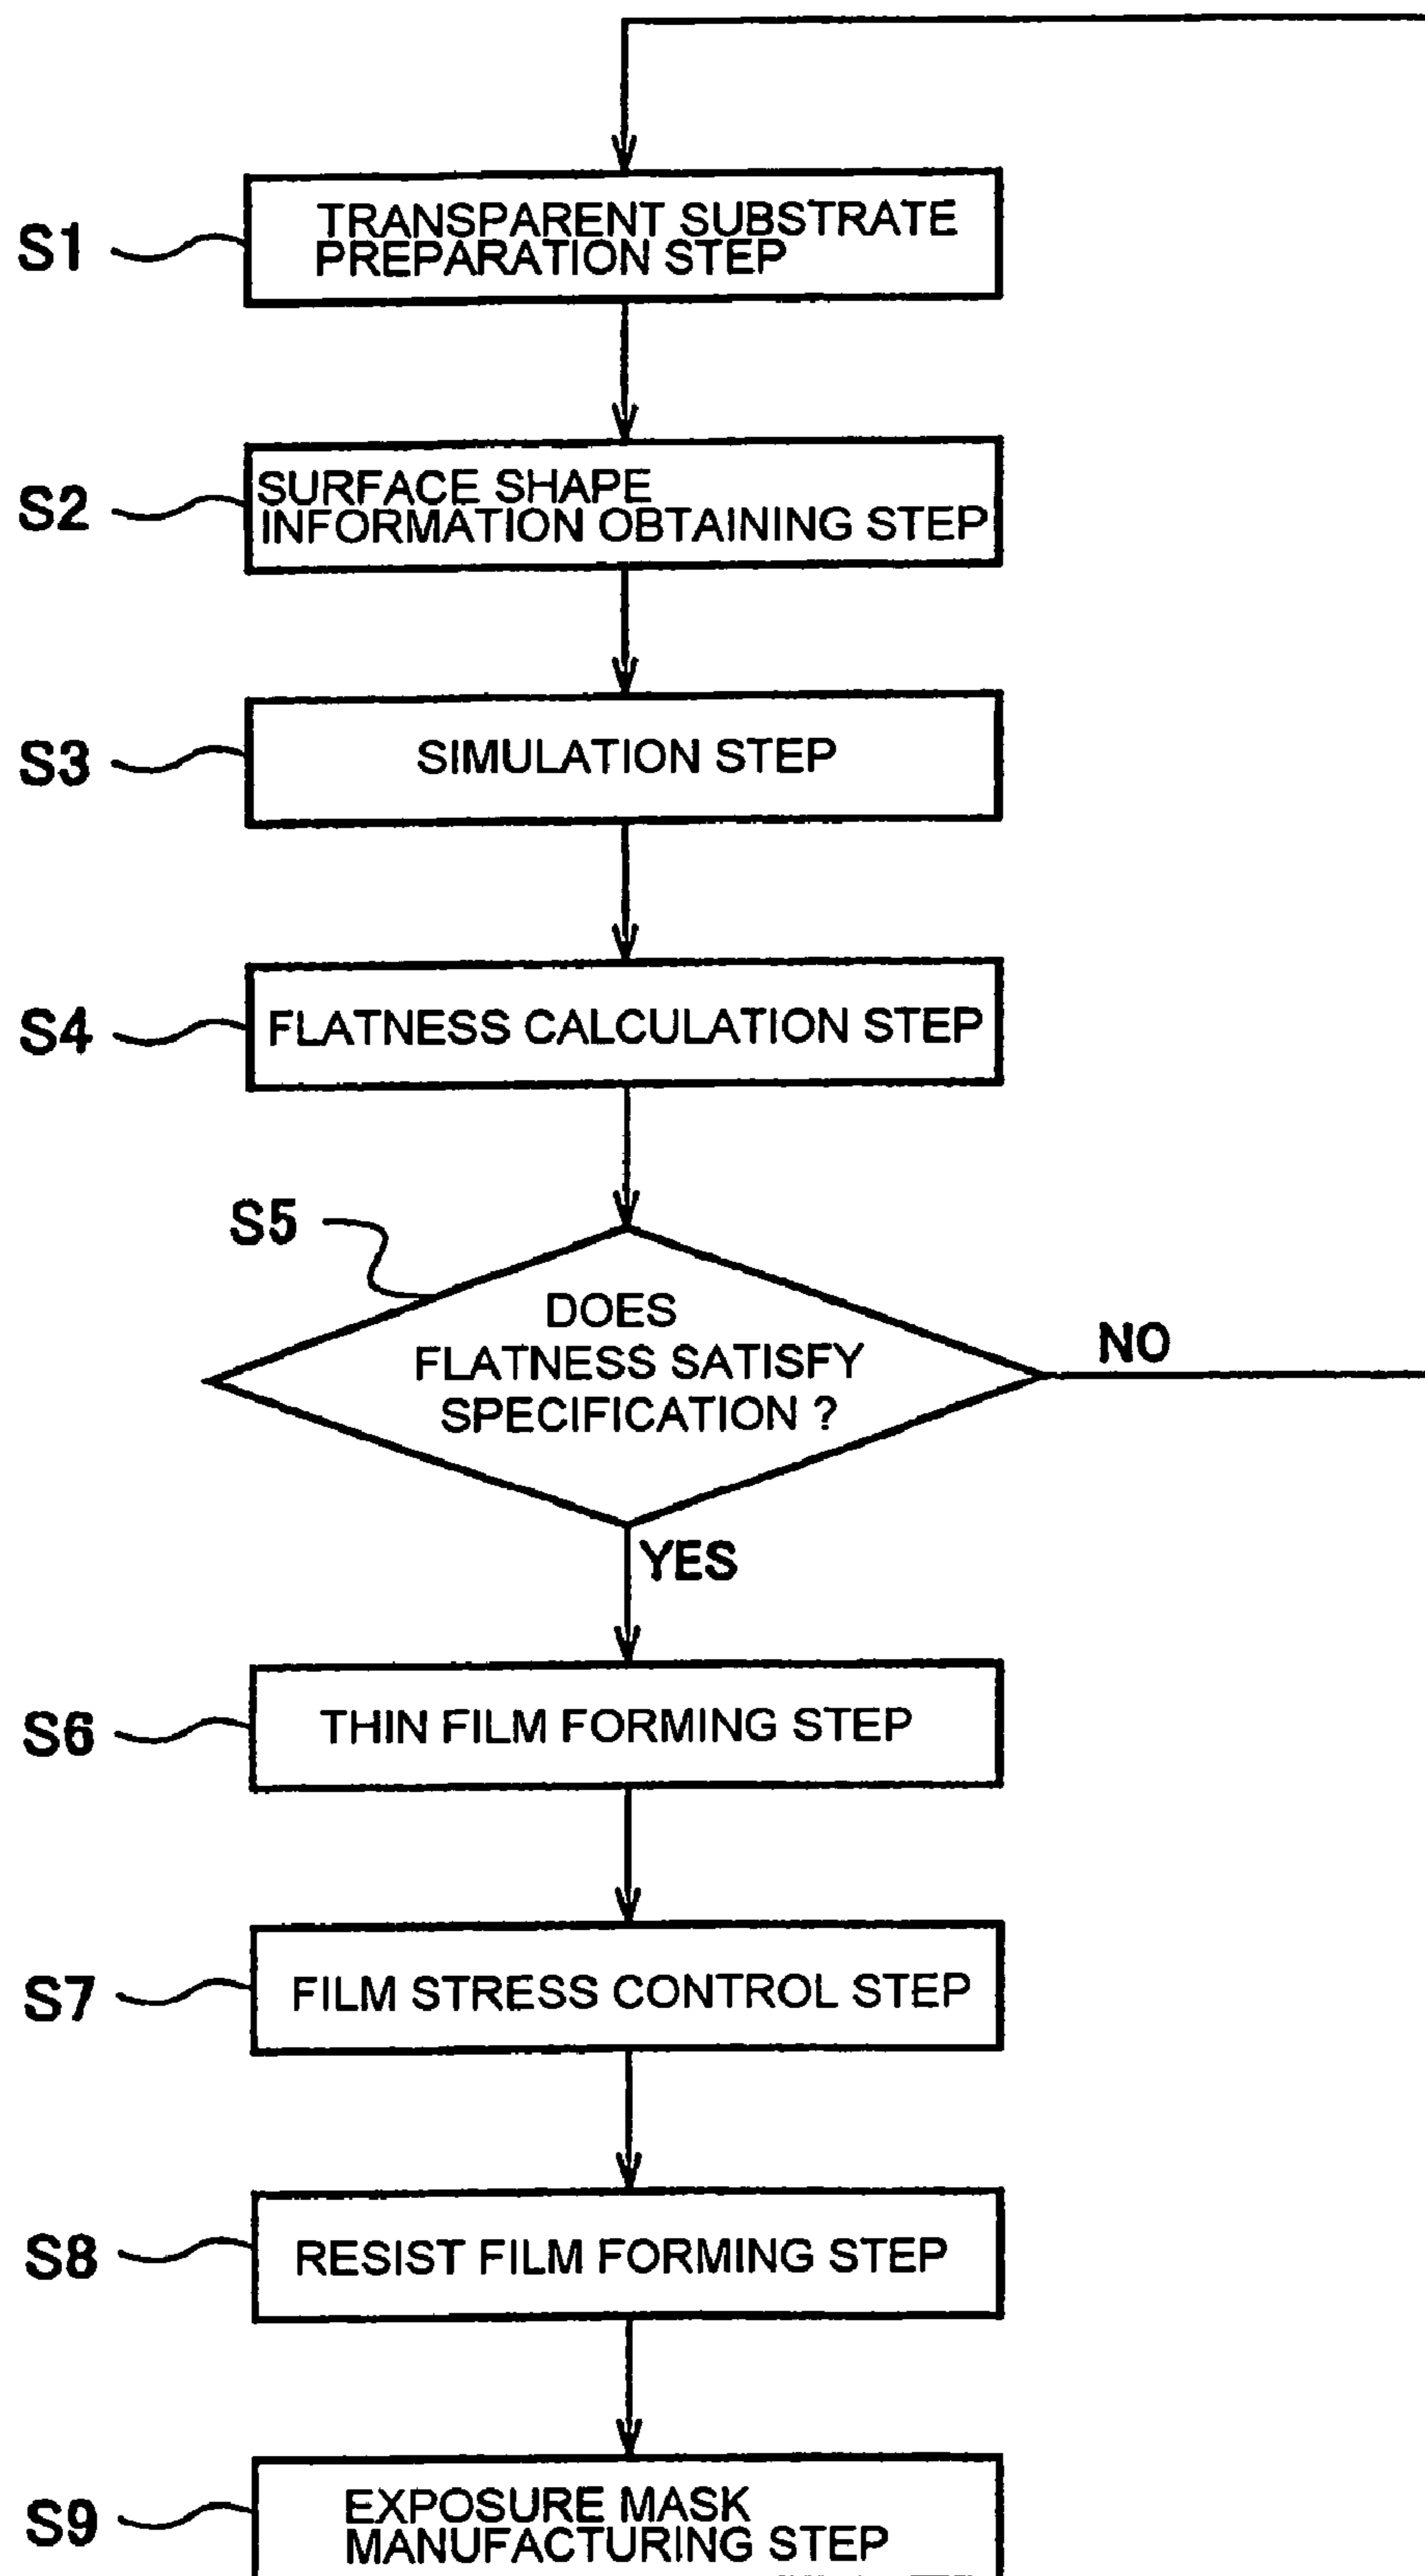 S1
TRANSPARENT SUBSTRATE
PREPARATION STEP
S2
SURFACE SHAPE
INFORMATION OBTAINING STEP
S3
SIMULATION STEP
S4
FLATNESS CALCULATION STEP
S5
DOES
FLATNESS SATISFY
SPECIFICATION ?
NO
YES
S6
THIN FILM FORMING STEP
S7
FILM STRESS CONTROL STEP
S8
RESIST FILM FORMING STEP
S9
EXPOSURE MASK
MANUFACTURING STEP